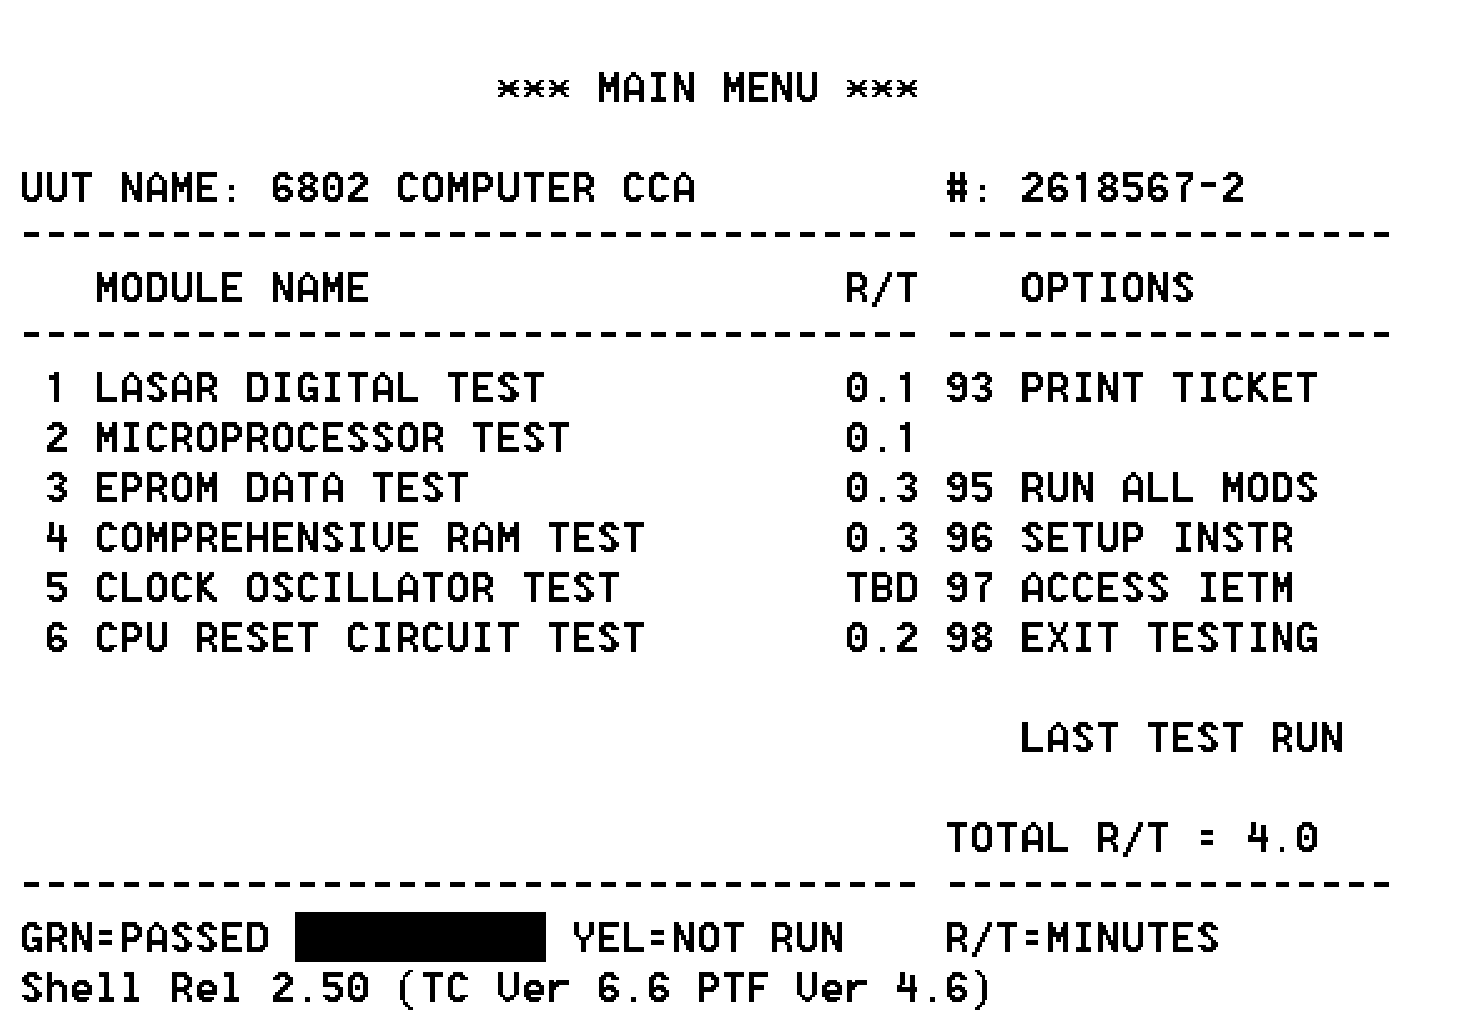 *** MAIN MENU ***
UUT NAME: 6802 COMPUTER CCA #: 2618567-2
------------------------------------ ------------------
MODULE NAME R/T OPTIONS
------------------------------------ ------------------
1 LASAR DIGITAL TEST 0.1 93 PRINT TICKET
2 MICROPROCESSOR TEST 0.1
3 EPROM DATA TEST 0.3 95 RUN ALL MODS
4 COMPREHENSIVE RAM TEST 0.3 96 SETUP INSTR
5 CLOCK OSCILLATOR TEST TBD 97 ACCESS IETM
6 CPU RESET CIRCUIT TEST 0.2 98 EXIT TESTING
LAST TEST RUN
TOTAL R/T = 4.0
------------------------------------ ------------------
GRN=PASSED YEL=NOT RUN R/T=MINUTES
Shell Rel 2.50 (TC Ver 6.6 PTF Ver 4.6)